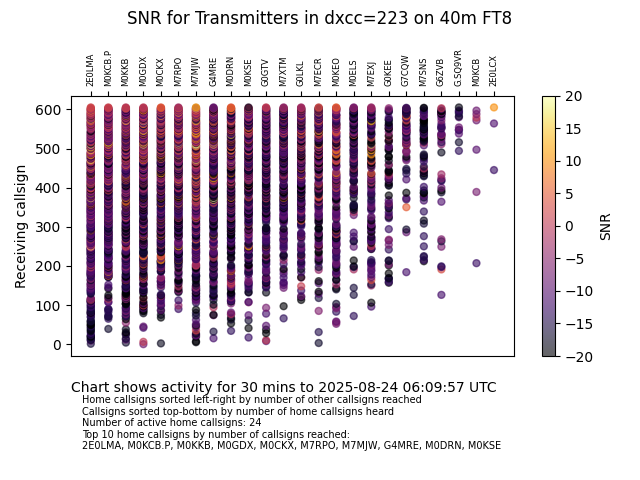 SNR for Transmitters in dxcc=223 on 40m FT8
2E0LMA M0KCB.P M0KKB M0GDX M0CKX M7RPO M7MJW G4MRE M0DRN M0KSE G0GTV M7XTM G0LKL M7ECR M0KEO M0ELS M7EXJ G0KEE G7CQW M7SNS G6ZVB G.SQ9VR M0KCB 2E0LCX
Receiving callsign
600
500
400
300
200
100
0
20
15
10
5
0
−5
−10
−15
−20
SNR
Chart shows activity for 30 mins to 2025-08-24 06:09:57 UTC
Home callsigns sorted left-right by number of other callsigns reached
Callsigns sorted top-bottom by number of home callsigns heard
Number of active home callsigns: 24
Top 10 home callsigns by number of callsigns reached:
2E0LMA, M0KCB.P, M0KKB, M0GDX, M0CKX, M7RPO, M7MJW, G4MRE, M0DRN, M0KSE